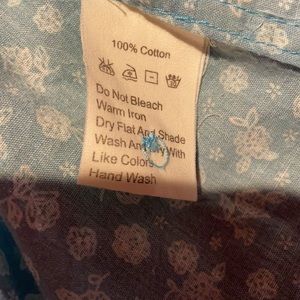 100% Cotton
Do Not Bleach
Warm Iron
Dry Flat And Shade
Wash And Dry With
Like Colors
Hand Wash